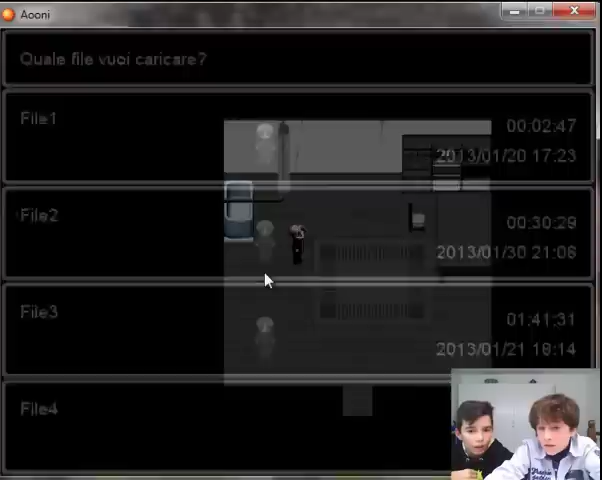 Aooni
Quale file vuoi caricare?
File1
00:02:47
2013/01/20 17:23
File2
00:30:29
2013/01/30 21:06
File3
01:41:31
2013/01/21 18:14
File4